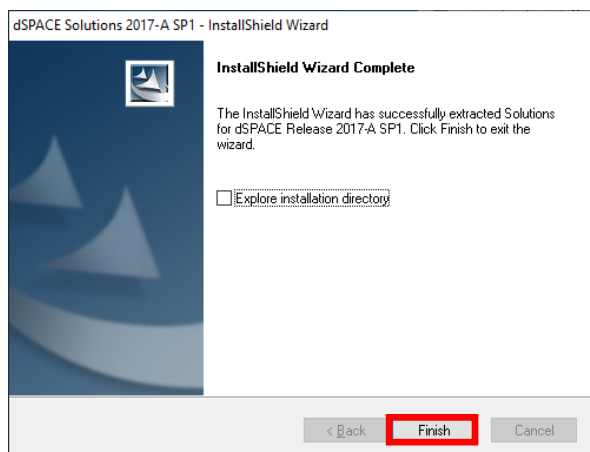 dSPACE Solutions 2017-A SP1 - InstallShield Wizard
InstallShield Wizard Complete
The InstallShield Wizard has successfully extracted Solutions
for dSPACE Release 2017-A SP1. Click Finish to exit the
wizard.
Explore installation directory
< Back
Finish
Cancel